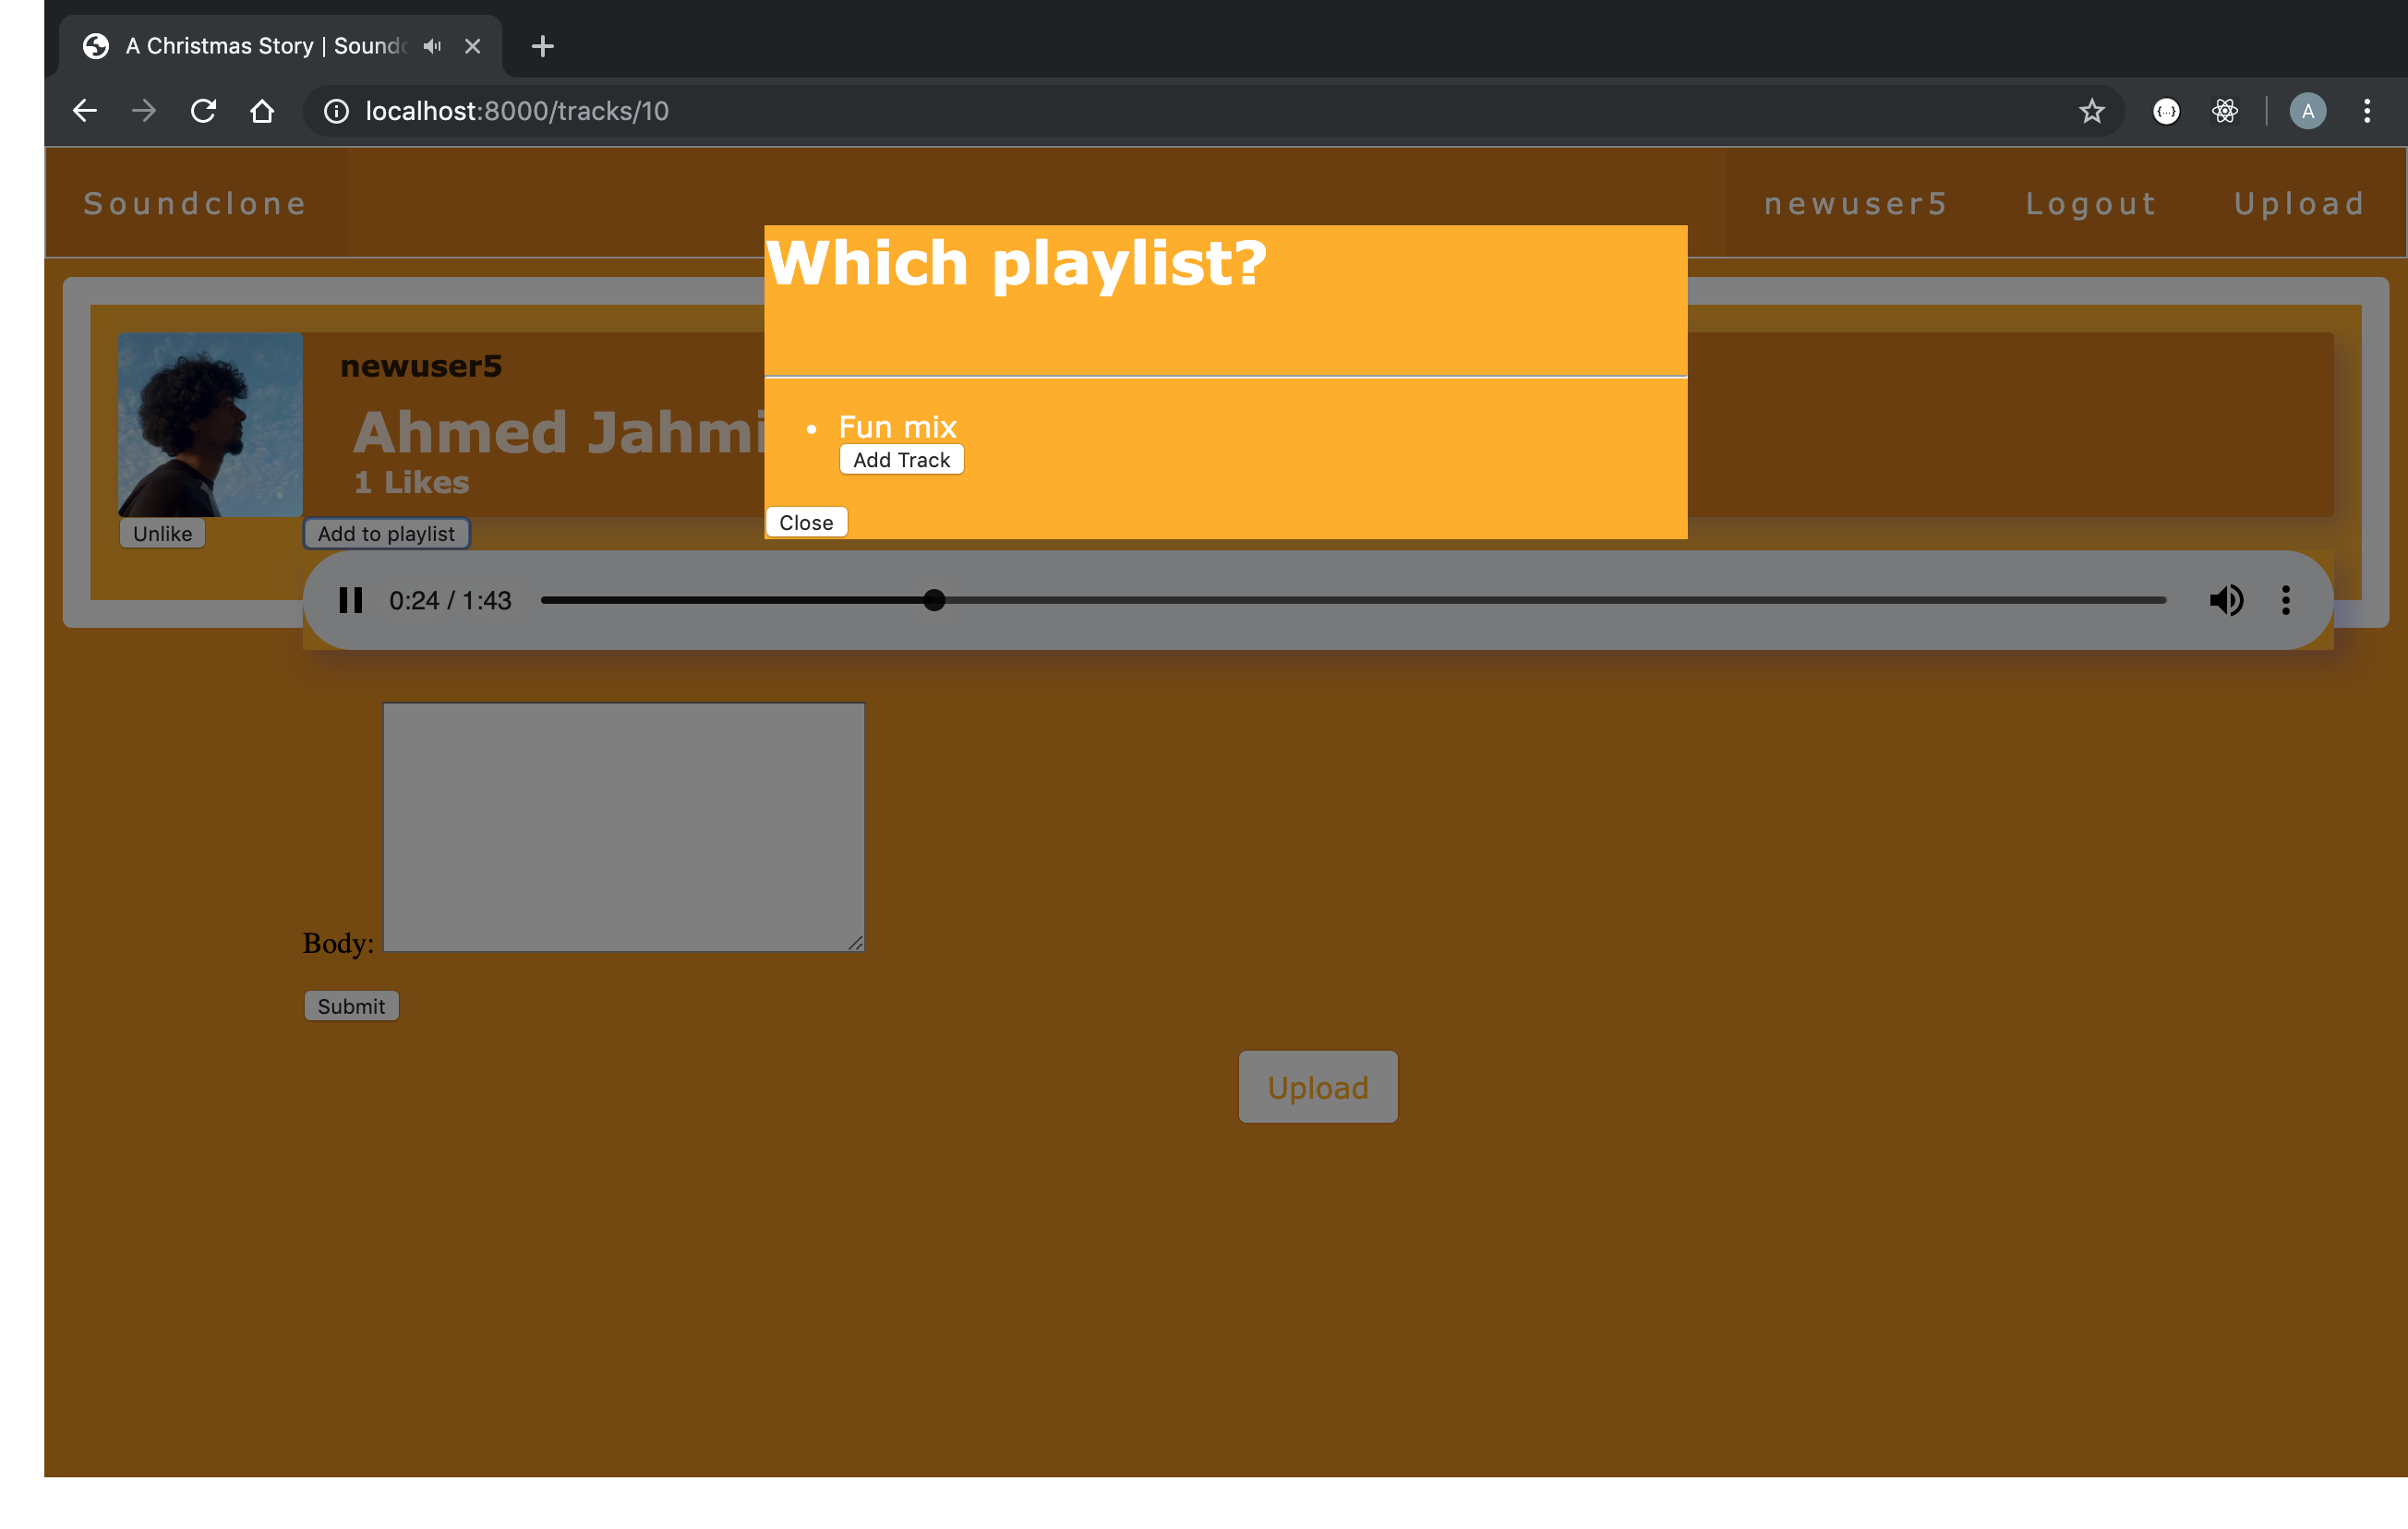 A Christmas Story | Soundc
localhost:8000/tracks/10
A
Soundclone
newuser5 Logout Upload
Which playlist?
newuser5
Ahmed Jahmi
1 Likes
Fun mix
Add Track
Close
Unlike Add to playlist
0:24 / 1:43
Body:
Submit
Upload